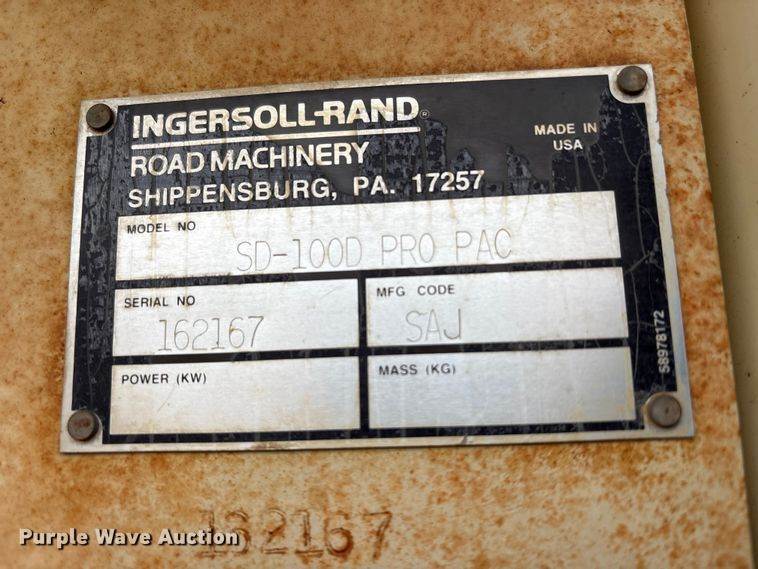 INGERSOLL-RAND®
ROAD MACHINERY
SHIPPENSBURG, PA. 17257
MADE IN
USA
MODEL NO
SD-100D PRO PAC
SERIAL NO
162167
MFG CODE
SAJ
POWER (KW)
MASS (KG)
58978172
162167
Purple Wave Auction